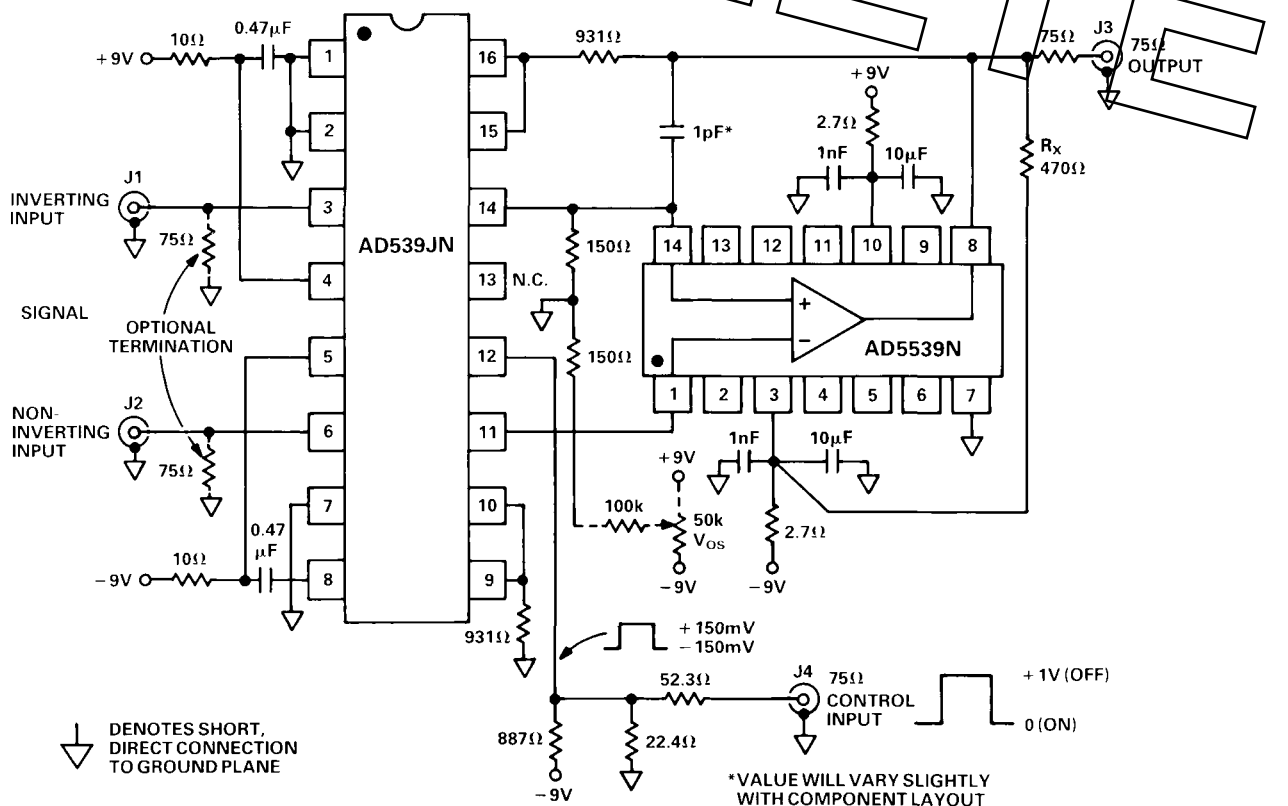 +9V
10Ω
0.47μF
1
2
J1
INVERTING
INPUT
75Ω
3
4
SIGNAL
OPTIONAL
TERMINATION
5
J2
NON-
INVERTING
INPUT
75Ω
6
7
0.47
μF
-9V
10Ω
8
AD539JN
16
15
14
13
N.C.
12
11
10
9
931Ω
931Ω
1pF*
150Ω
150Ω
+9V
2.7Ω
1nF
10μF
14
13
12
11
10
9
8
+
−
AD5539N
1
2
3
4
5
6
7
1nF
10μF
2.7Ω
-9V
100k
+9V
50k
VOS
-9V
RX
470Ω
75Ω
J3
75Ω
OUTPUT
+150mV
-150mV
52.3Ω
J4
75Ω
CONTROL
INPUT
+1V (OFF)
0 (ON)
887Ω
-9V
22.4Ω
DENOTES SHORT,
DIRECT CONNECTION
TO GROUND PLANE
*VALUE WILL VARY SLIGHTLY
WITH COMPONENT LAYOUT